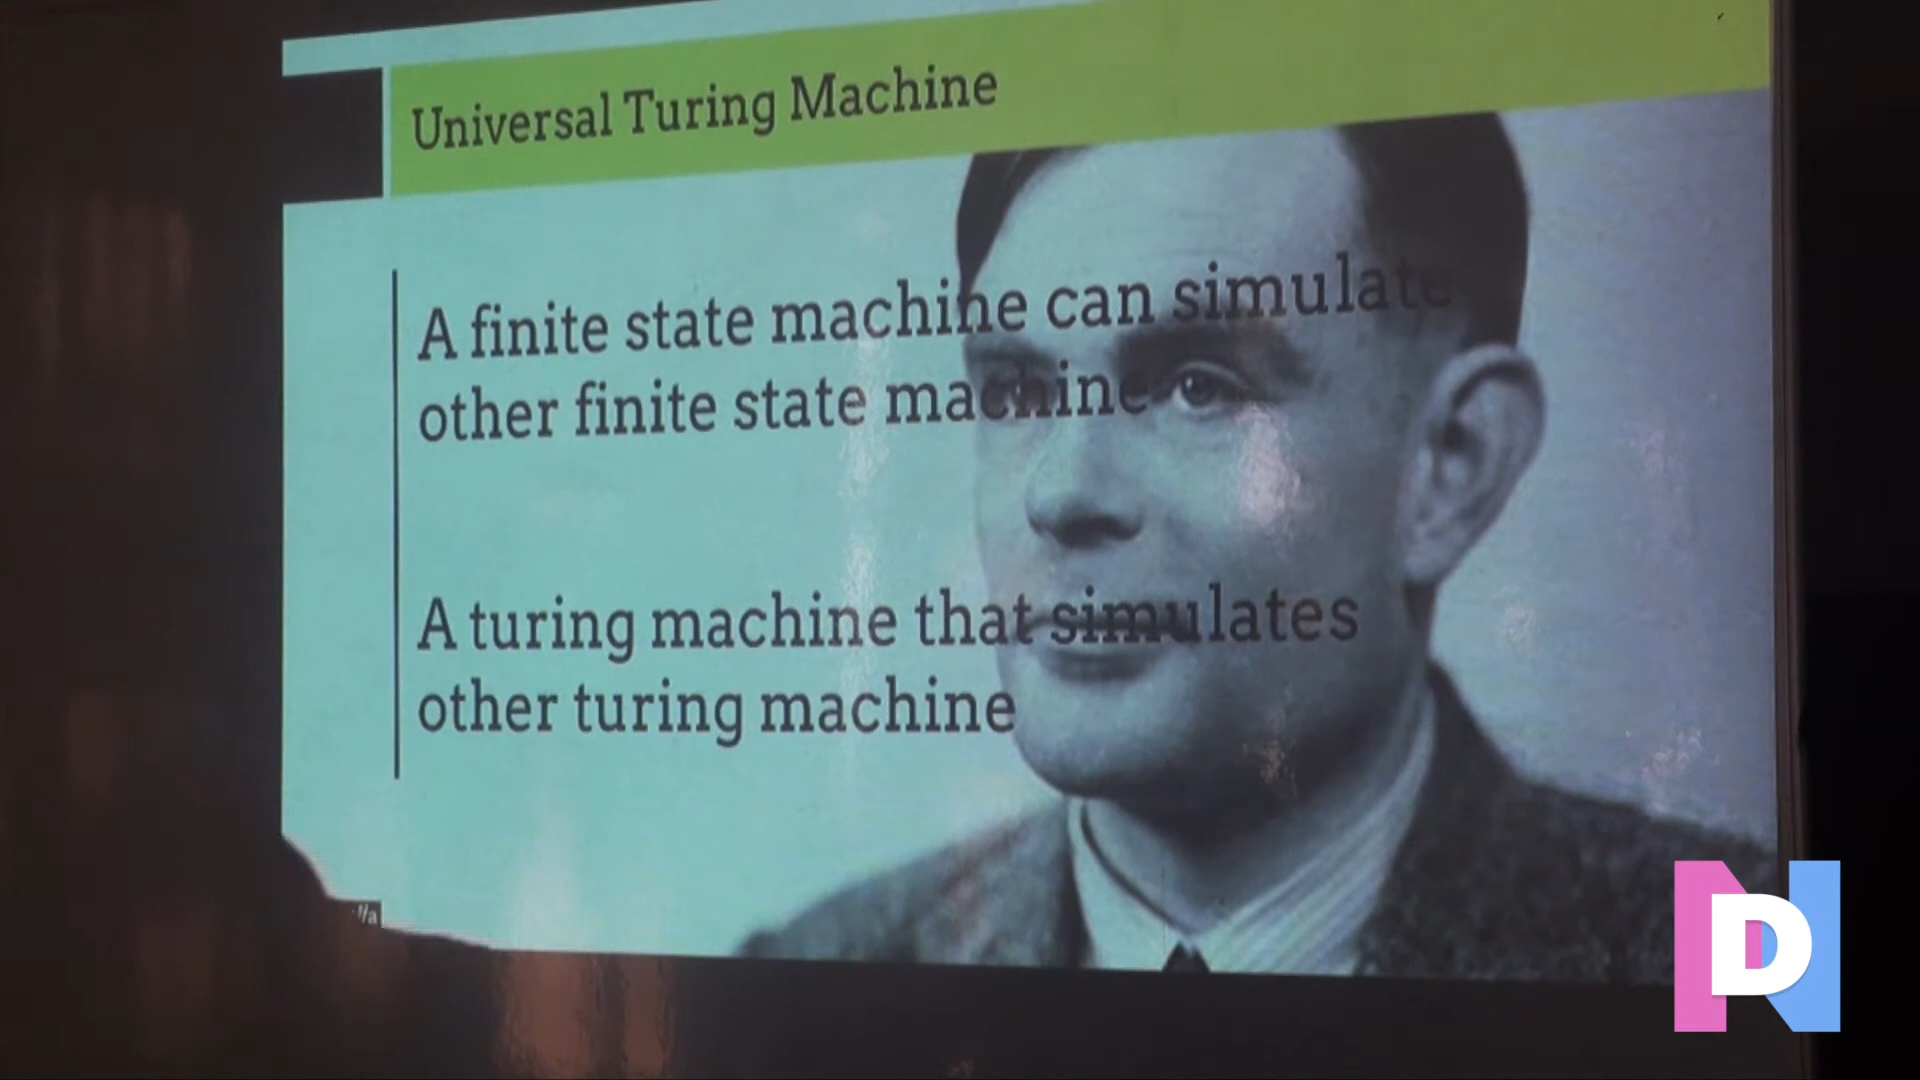 Universal Turing Machine
A finite state machine can simulate
other finite state machine
A turing machine that simulates
other turing machine
ND